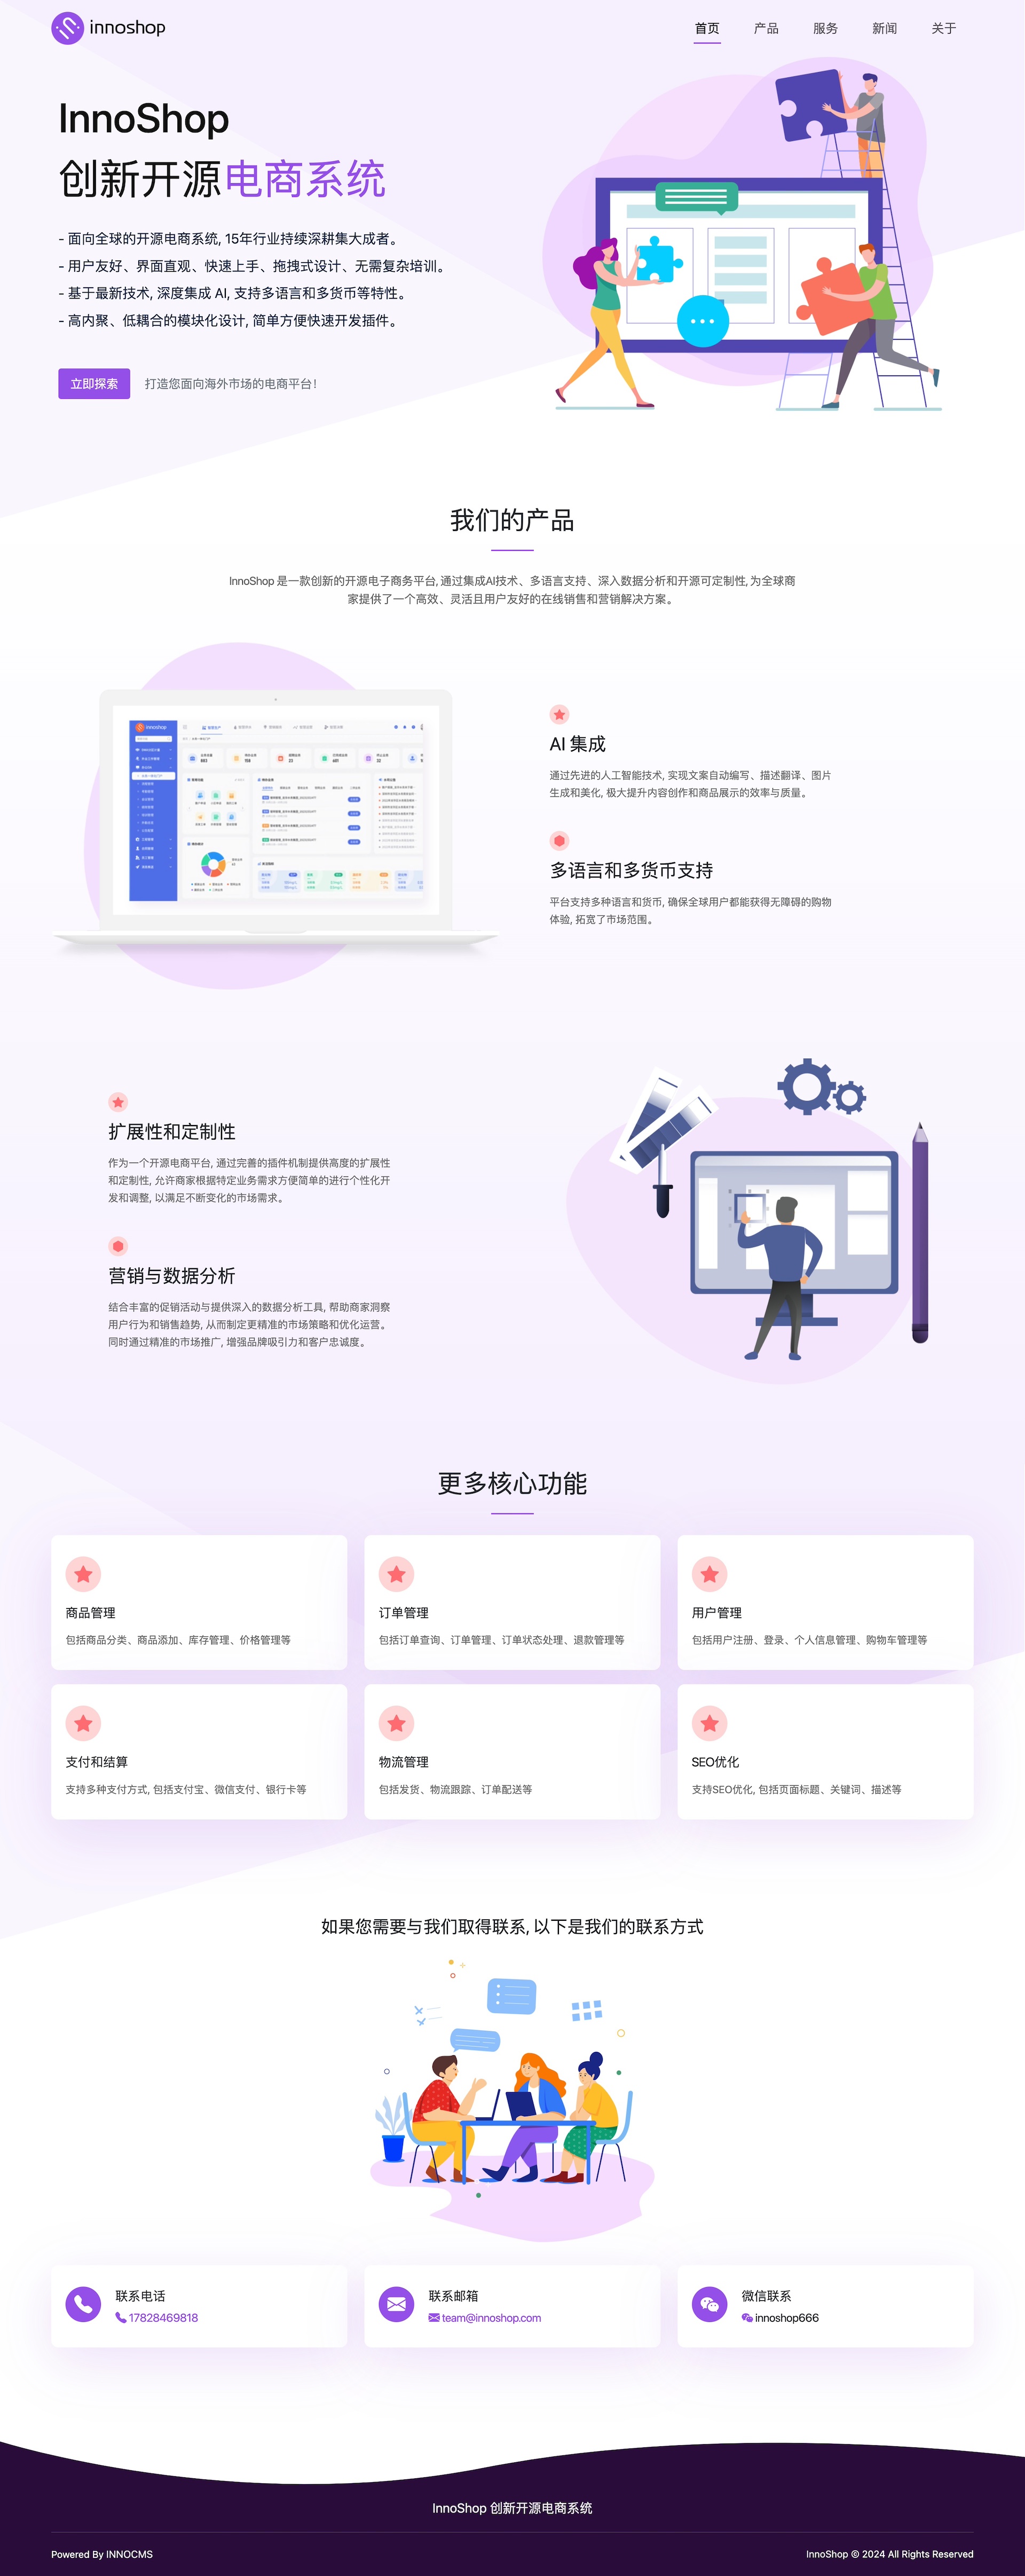 innoshop
首页 产品 服务 新闻 关于
InnoShop
创新开源电商系统
- 面向全球的开源电商系统, 15年行业持续深耕集大成者。
- 用户友好、界面直观、快速上手、拖拽式设计、无需复杂培训。
- 基于最新技术, 深度集成 AI, 支持多语言和多货币等特性。
- 高内聚、低耦合的模块化设计, 简单方便快速开发插件。
立即探索 打造您面向海外市场的电商平台!
我们的产品
InnoShop 是一款创新的开源电子商务平台, 通过集成AI技术、多语言支持、深入数据分析和开源可定制性, 为全球商
家提供了一个高效、灵活且用户友好的在线销售和营销解决方案。
innoshop
AI 集成
通过先进的人工智能技术, 实现文案自动编写、描述翻译、图片
生成和美化, 极大提升内容创作和商品展示的效率与质量。
多语言和多货币支持
平台支持多种语言和货币, 确保全球用户都能获得无障碍的购物
体验, 拓宽了市场范围。
扩展性和定制性
作为一个开源电商平台, 通过完善的插件机制提供高度的扩展性
和定制性, 允许商家根据特定业务需求方便简单的进行个性化开
发和调整, 以满足不断变化的市场需求。
营销与数据分析
结合丰富的促销活动与提供深入的数据分析工具, 帮助商家洞察
用户行为和销售趋势, 从而制定更精准的市场策略和优化运营。
同时通过精准的市场推广, 增强品牌吸引力和客户忠诚度。
更多核心功能
商品管理
包括商品分类、商品添加、库存管理、价格管理等
订单管理
包括订单查询、订单管理、订单状态处理、退款管理等
用户管理
包括用户注册、登录、个人信息管理、购物车管理等
支付和结算
支持多种支付方式, 包括支付宝、微信支付、银行卡等
物流管理
包括发货、物流跟踪、订单配送等
SEO优化
支持SEO优化, 包括页面标题、关键词、描述等
如果您需要与我们取得联系, 以下是我们的联系方式
联系电话
17828469818
联系邮箱
team@innoshop.com
微信联系
innoshop666
InnoShop 创新开源电商系统
Powered By INNOCMS
InnoShop © 2024 All Rights Reserved